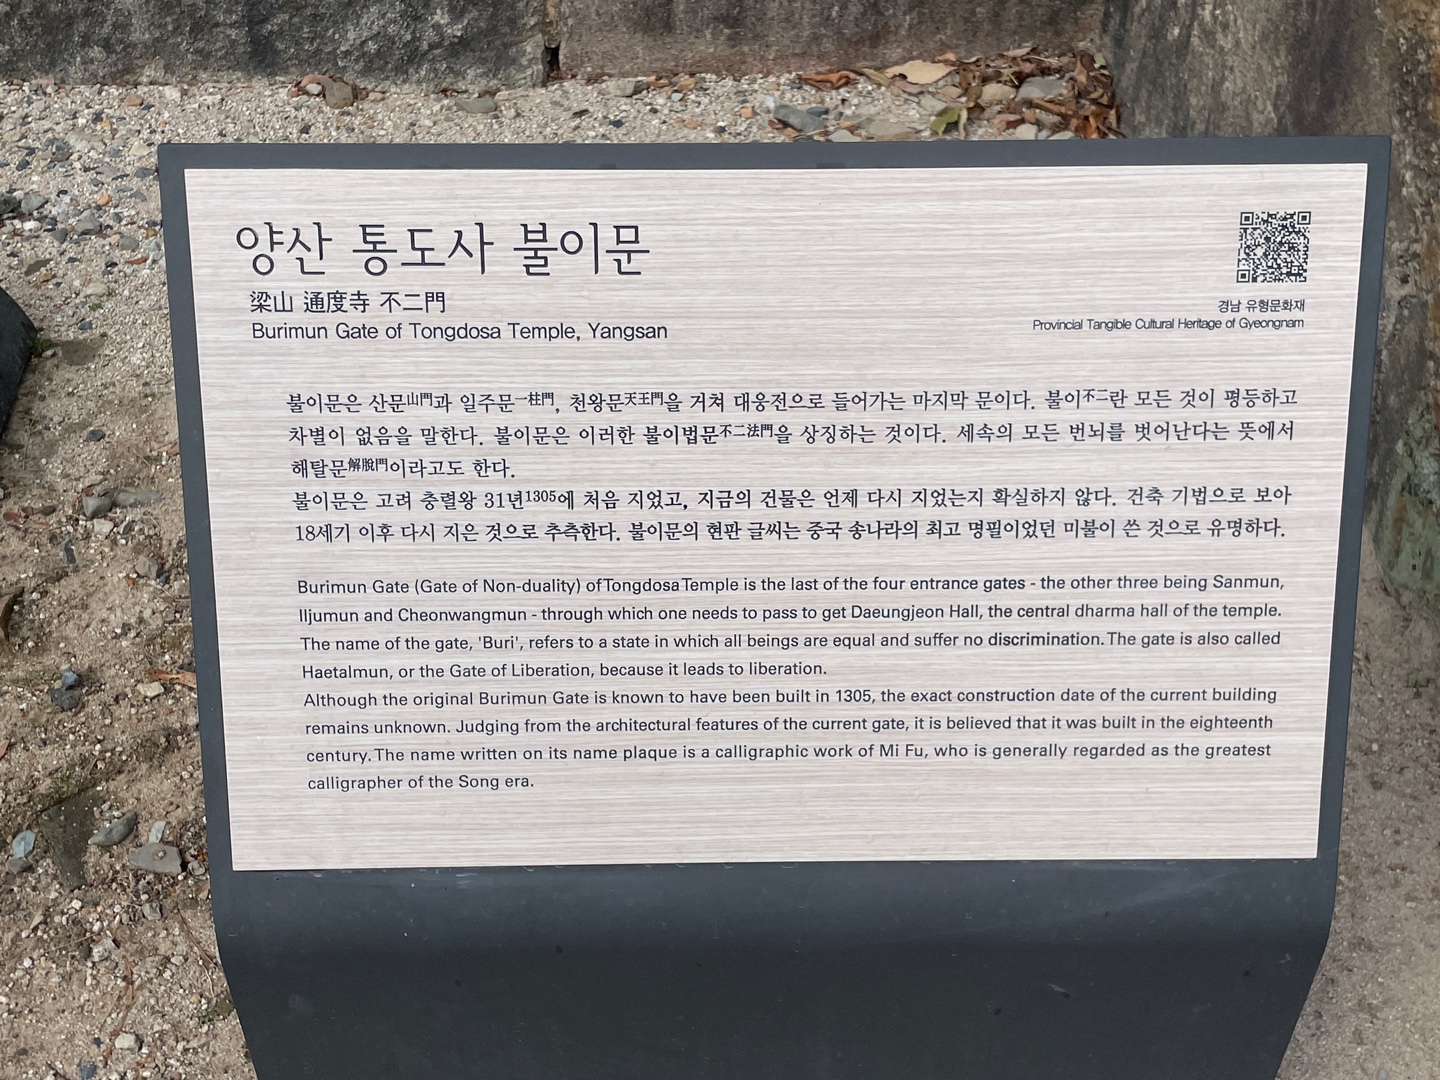 양산 통도사 불이문
梁山 通度寺 不二門
Burimun Gate of Tongdosa Temple, Yangsan
경남 유형문화재
Provincial Tangible Cultural Heritage of Gyeongnam
불이문은 산문山門과 일주문一柱門, 천왕문天王門을 거쳐 대웅전으로 들어가는 마지막 문이다. 불이不二란 모든 것이 평등하고
차별이 없음을 말한다. 불이문은 이러한 불이법문不二法門을 상징하는 것이다. 세속의 모든 번뇌를 벗어난다는 뜻에서
해탈문解脫門이라고도 한다.
불이문은 고려 충렬왕 31년1305에 처음 지었고, 지금의 건물은 언제 다시 지었는지 확실하지 않다. 건축 기법으로 보아
18세기 이후 다시 지은 것으로 추측한다. 불이문의 현판 글씨는 중국 송나라의 최고 명필이었던 미불이 쓴 것으로 유명하다.
Burimun Gate (Gate of Non-duality) of Tongdosa Temple is the last of the four entrance gates - the other three being Sanmun,
Iljumun and Cheonwangmun - through which one needs to pass to get Daeungjeon Hall, the central dharma hall of the temple.
The name of the gate, 'Buri', refers to a state in which all beings are equal and suffer no discrimination. The gate is also called
Haetalmun, or the Gate of Liberation, because it leads to liberation.
Although the original Burimun Gate is known to have been built in 1305, the exact construction date of the current building
remains unknown. Judging from the architectural features of the current gate, it is believed that it was built in the eighteenth
century. The name written on its name plaque is a calligraphic work of Mi Fu, who is generally regarded as the greatest
calligrapher of the Song era.